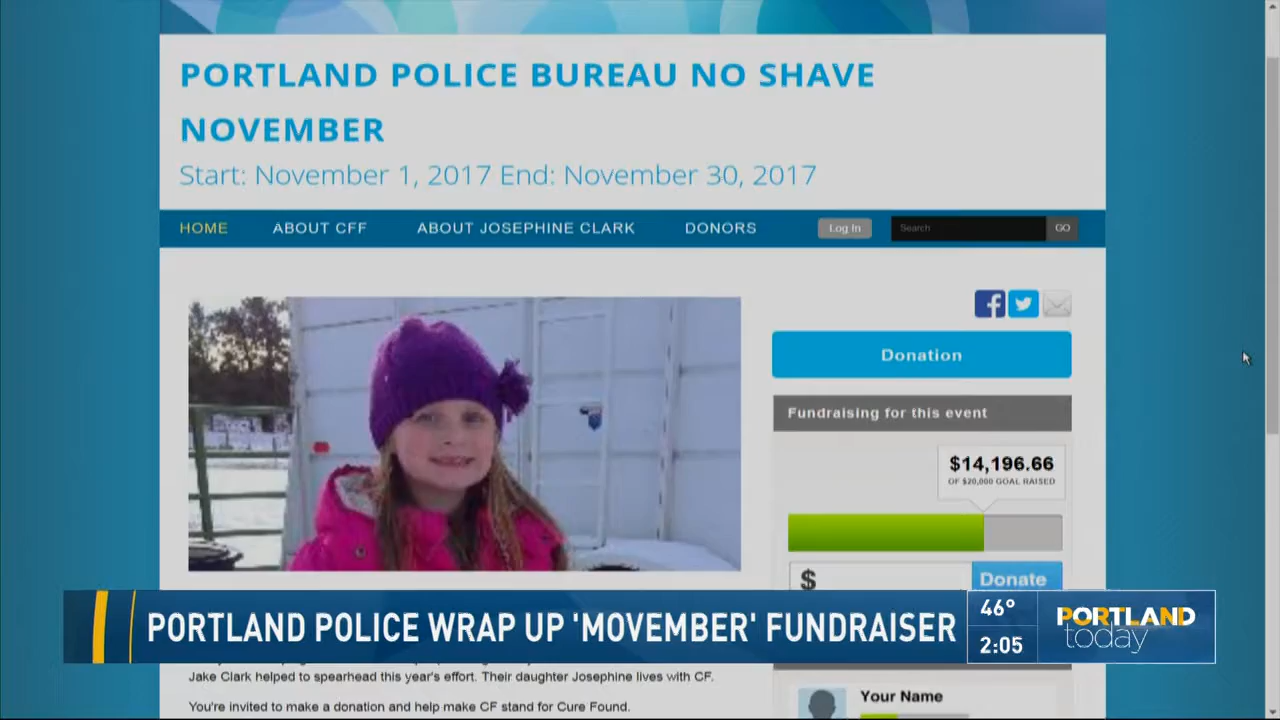 PORTLAND POLICE BUREAU NO SHAVE
NOVEMBER
Start: November 1, 2017 End: November 30, 2017
HOME ABOUT CFF ABOUT JOSEPHINE CLARK DONORS Log In Search GO
Donation
Fundraising for this event
$14,196.66
OF $20,000 GOAL RAISED
$ Donate
PORTLAND POLICE WRAP UP 'MOVEMBER' FUNDRAISER
46°
2:05
PORTLAND
today
Jake Clark helped to spearhead this year's effort. Their daughter Josephine lives with CF.
You're invited to make a donation and help make CF stand for Cure Found.
Your Name